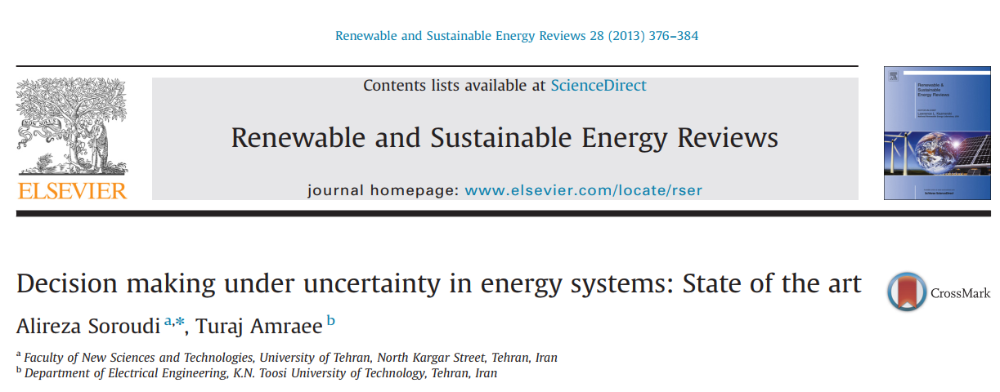 Renewable and Sustainable Energy Reviews 28 (2013) 376–384
Contents lists available at ScienceDirect
Renewable and Sustainable Energy Reviews
journal homepage: www.elsevier.com/locate/rser
NON SOLUS
ELSEVIER
Renewable &
Sustainable
Energy Reviews
Decision making under uncertainty in energy systems: State of the art
CrossMark
Alireza Soroudi a,*, Turaj Amraee b
a Faculty of New Sciences and Technologies, University of Tehran, North Kargar Street, Tehran, Iran
b Department of Electrical Engineering, K.N. Toosi University of Technology, Tehran, Iran